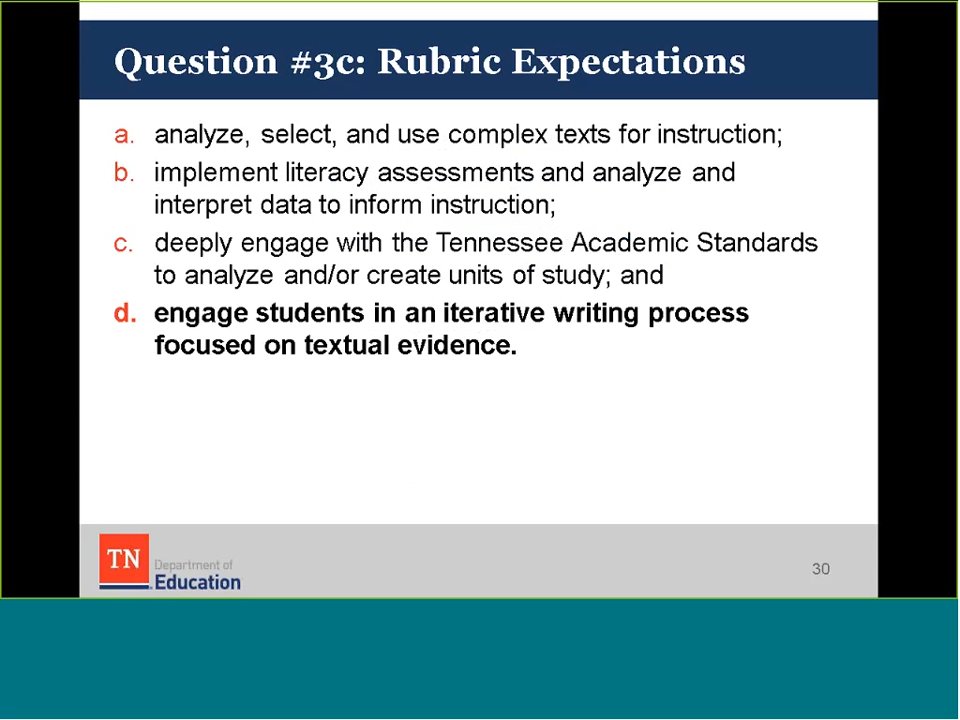 Question #3c: Rubric Expectations
a. analyze, select, and use complex texts for instruction;
b. implement literacy assessments and analyze and
interpret data to inform instruction;
c. deeply engage with the Tennessee Academic Standards
to analyze and/or create units of study; and
d. engage students in an iterative writing process
focused on textual evidence.
TN
Department of
Education
30